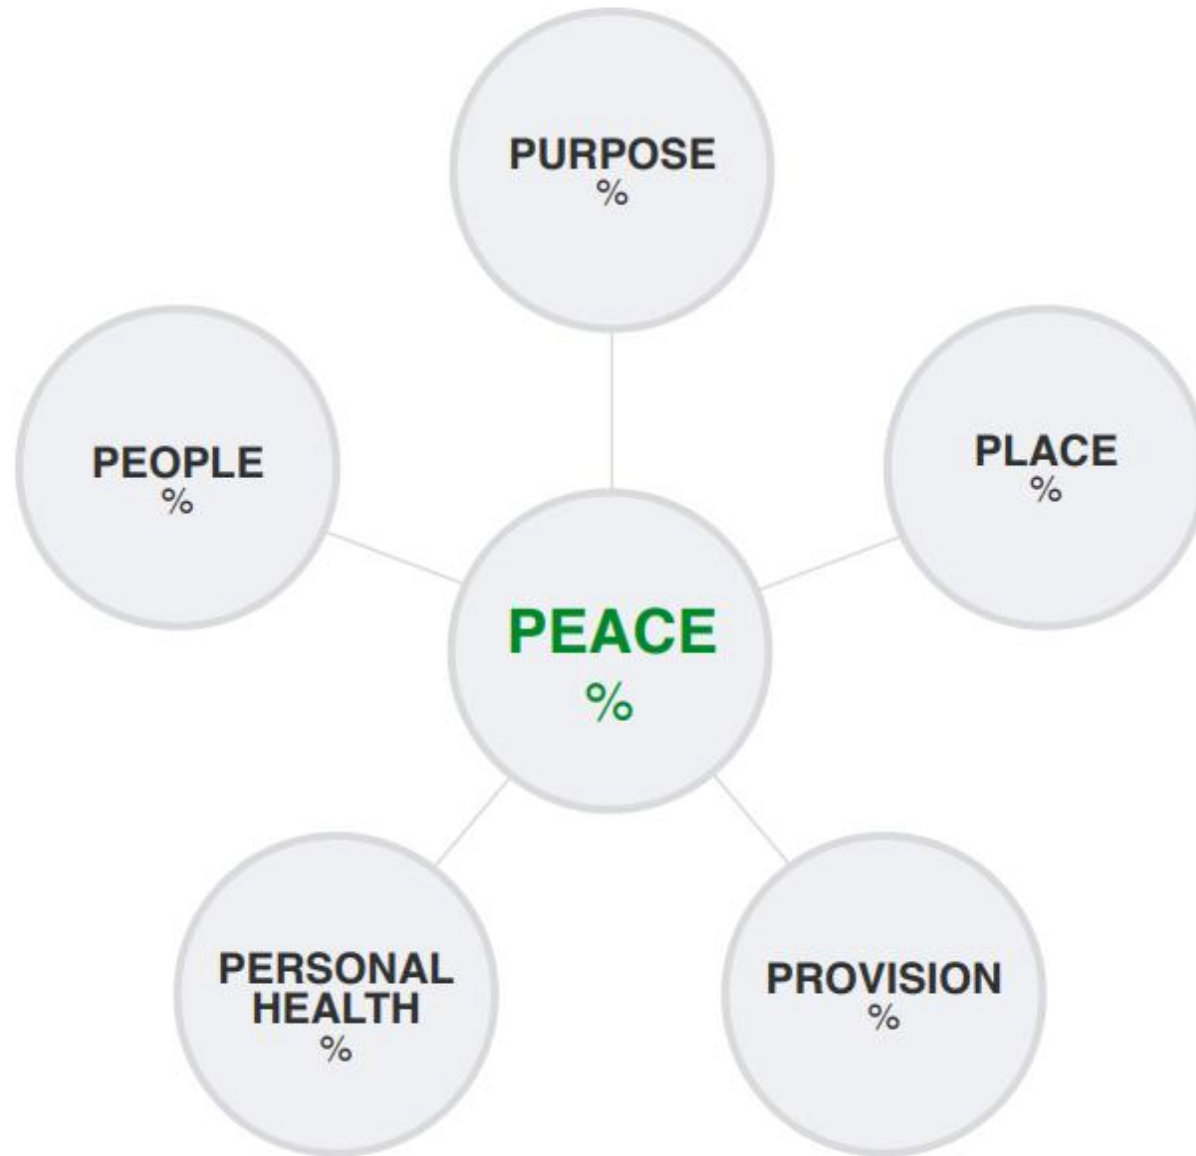 PURPOSE
%
PEOPLE
%
PLACE
%
PEACE
%
PERSONAL
HEALTH
%
PROVISION
%